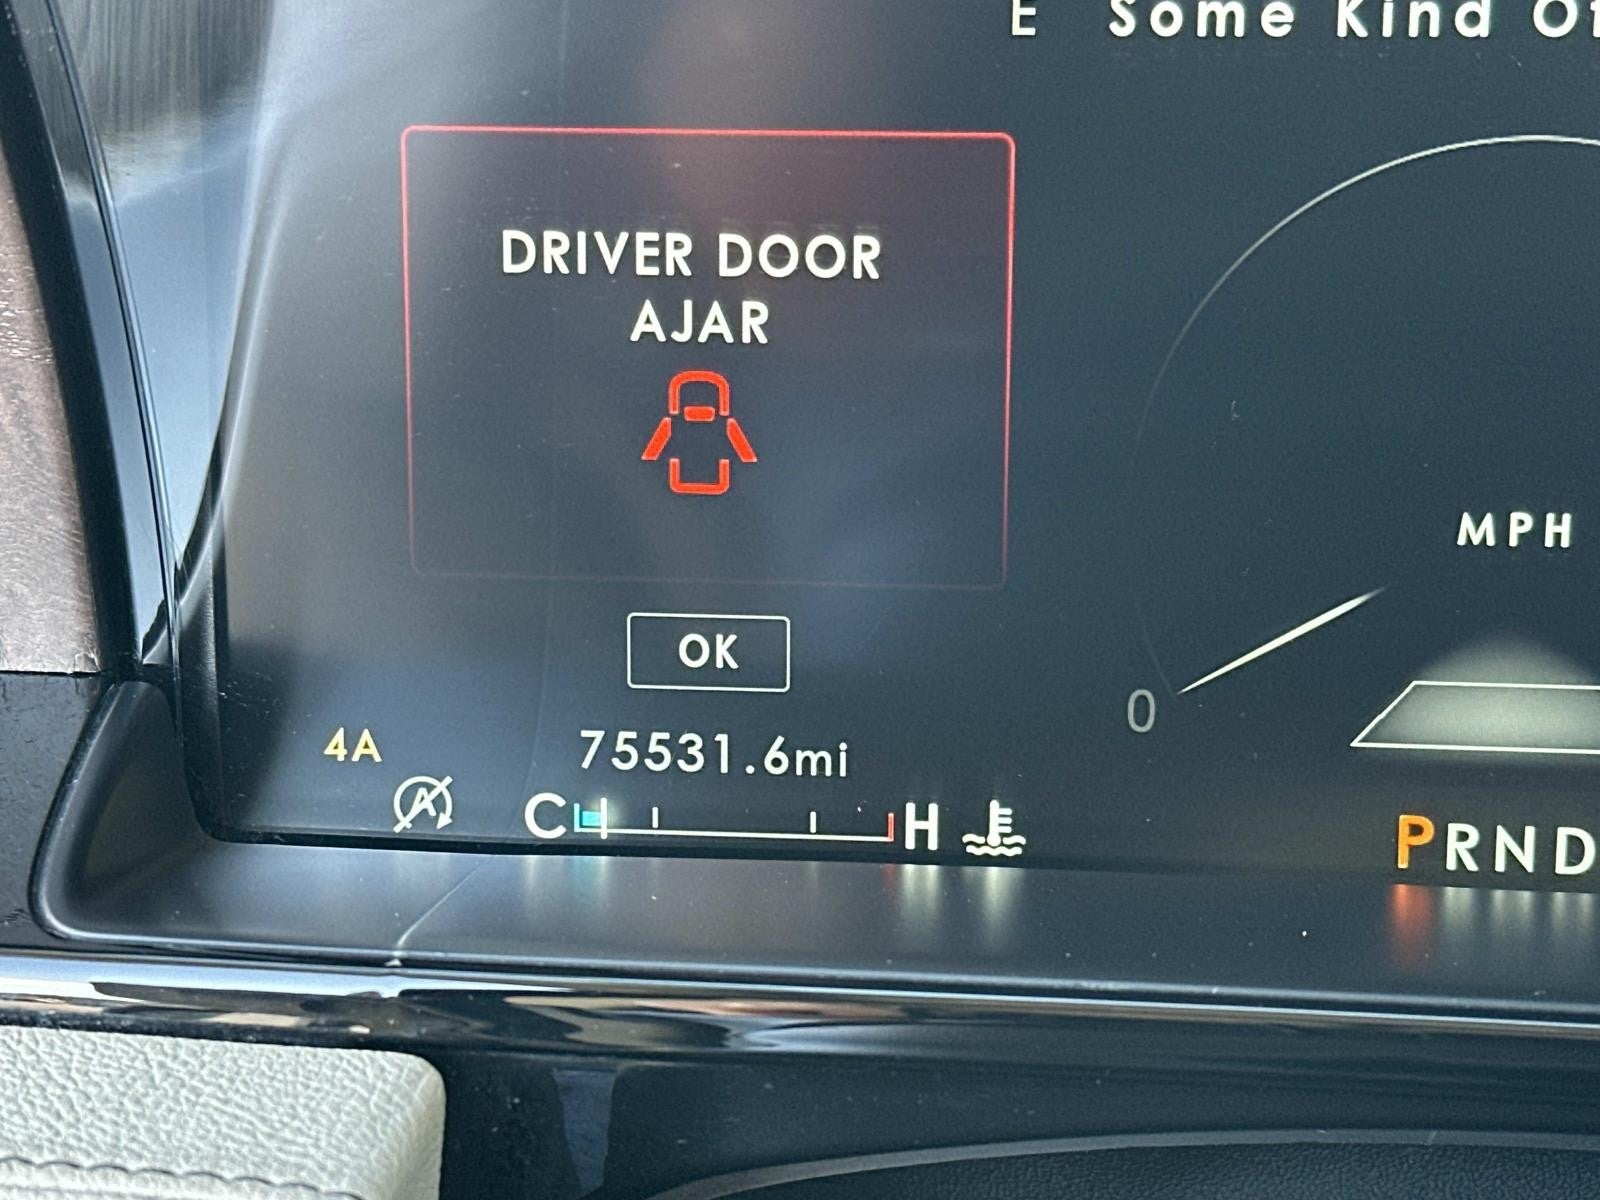 E Some Kind Of
DRIVER DOOR
AJAR
MPH
OK
0
4A
75531.6mi
A
C H
PRND